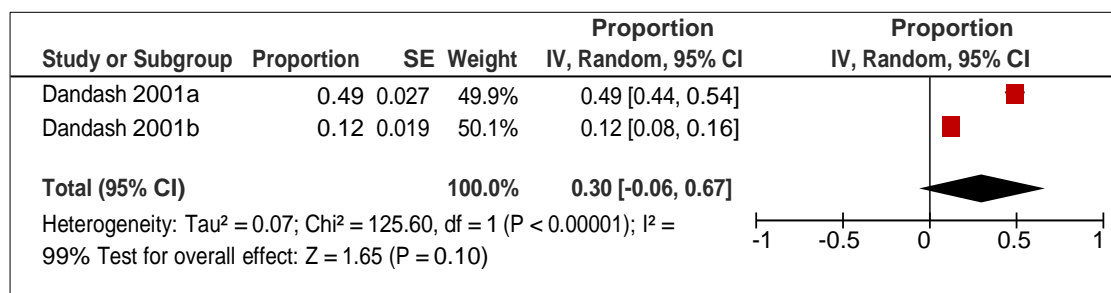 Proportion Proportion
Study or Subgroup Proportion SE Weight IV, Random, 95% CI IV, Random, 95% CI
Dandash 2001a 0.49 0.027 49.9% 0.49 [0.44, 0.54]
Dandash 2001b 0.12 0.019 50.1% 0.12 [0.08, 0.16]
Total (95% CI) 100.0% 0.30 [-0.06, 0.67]
Heterogeneity: Tau² = 0.07; Chi² = 125.60, df = 1 (P < 0.00001); I² =
99% Test for overall effect: Z = 1.65 (P = 0.10)
-1 -0.5 0 0.5 1